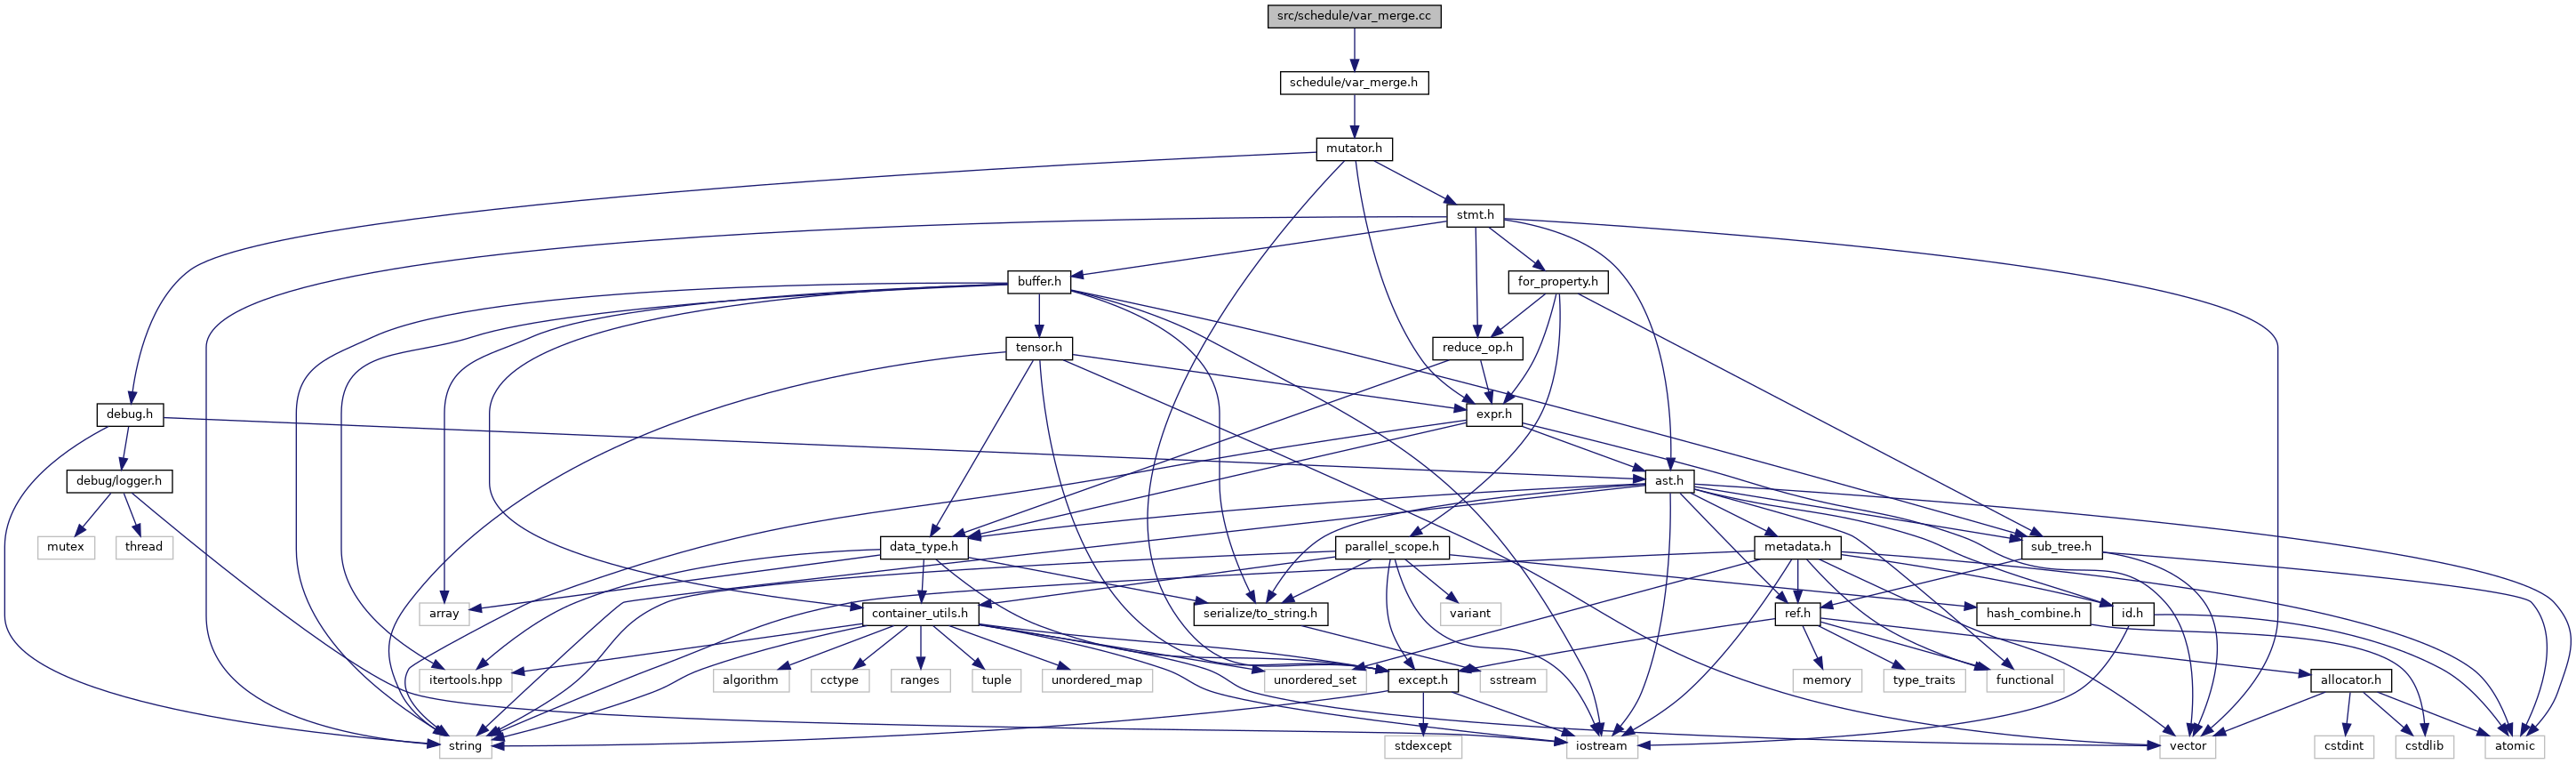 src/schedule/var_merge.cc
schedule/var_merge.h
mutator.h
stmt.h
buffer.h
for_property.h
tensor.h
reduce_op.h
debug.h
expr.h
debug/logger.h
ast.h
mutex
thread
data_type.h
parallel_scope.h
metadata.h
sub_tree.h
array
container_utils.h
serialize/to_string.h
variant
ref.h
hash_combine.h
id.h
itertools.hpp
algorithm
cctype
ranges
tuple
unordered_map
unordered_set
except.h
sstream
memory
type_traits
functional
allocator.h
string
stdexcept
iostream
vector
cstdint
cstdlib
atomic